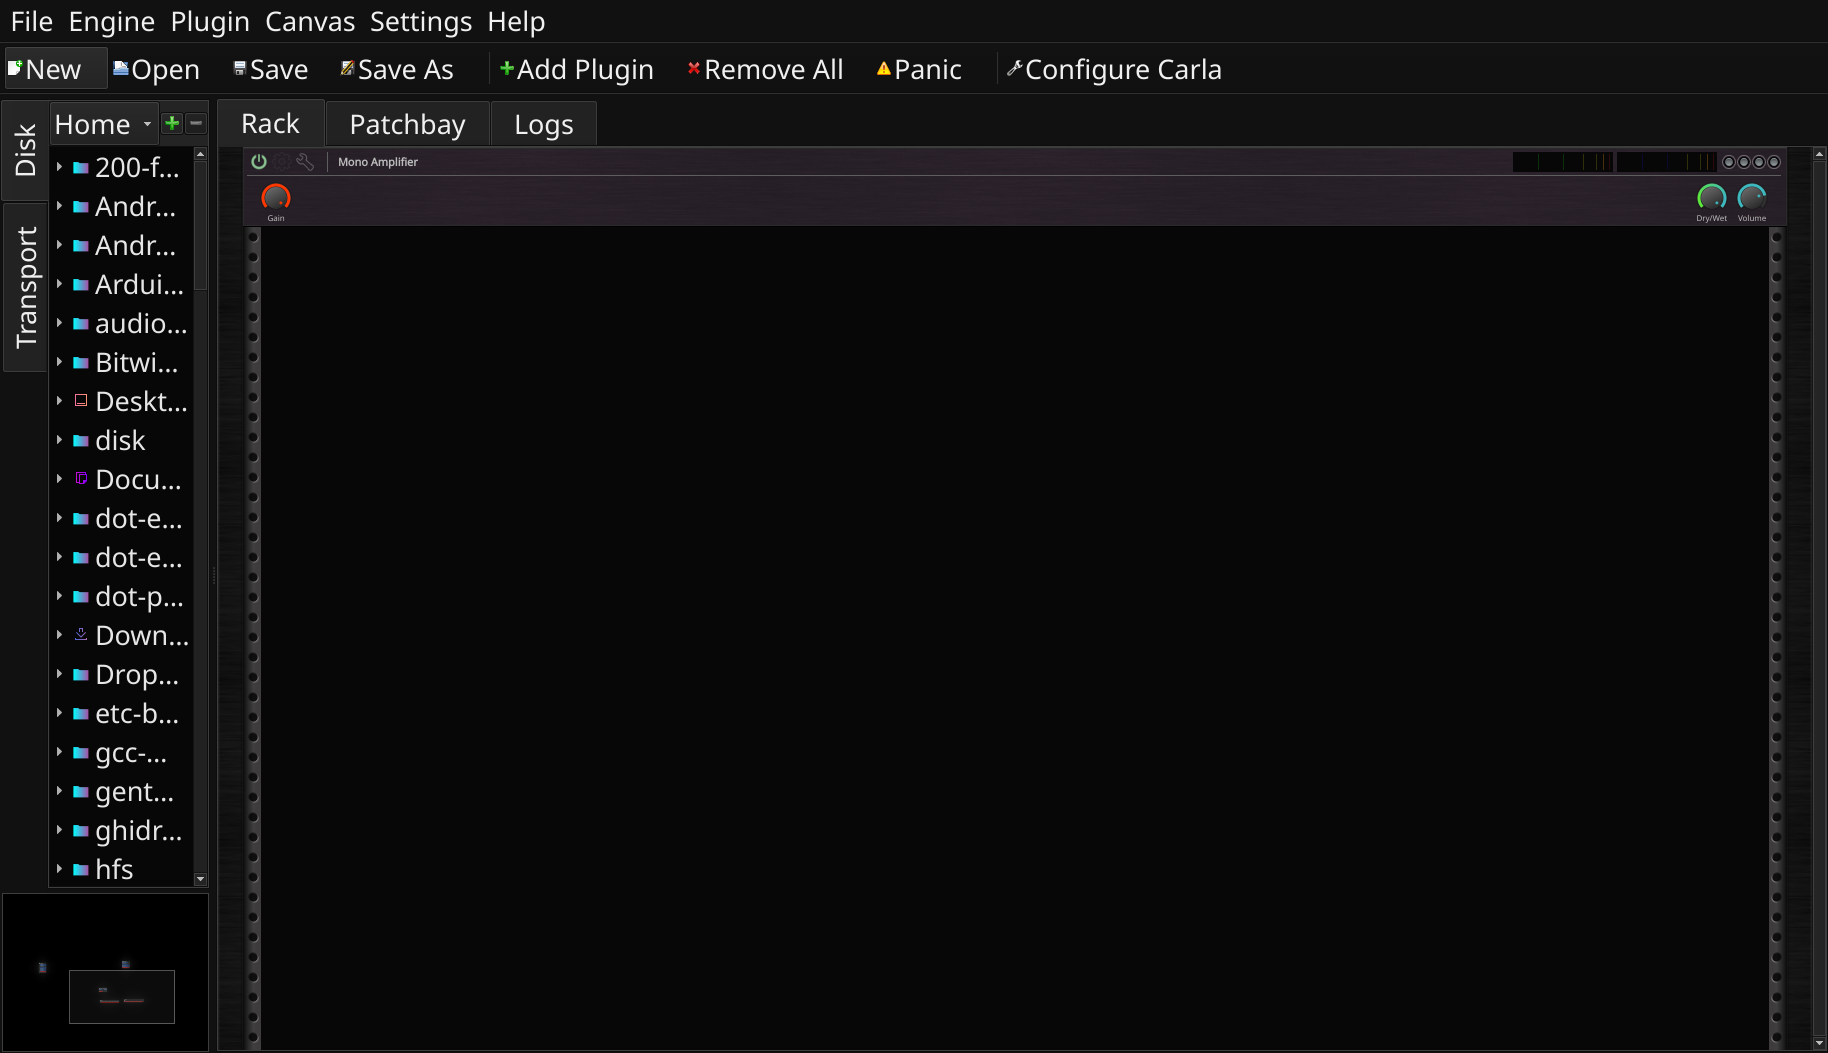 File Engine Plugin Canvas Settings Help
New Open Save Save As Add Plugin Remove All Panic Configure Carla
Disk
Transport
Home
200-f...
Andr...
Andr...
Ardui...
audio...
Bitwi...
Deskt...
disk
Docu...
dot-e...
dot-e...
dot-p...
Down...
Drop...
etc-b...
gcc-...
gent...
ghidr...
hfs
Rack Patchbay Logs
Mono Amplifier
Gain Dry/Wet Volume